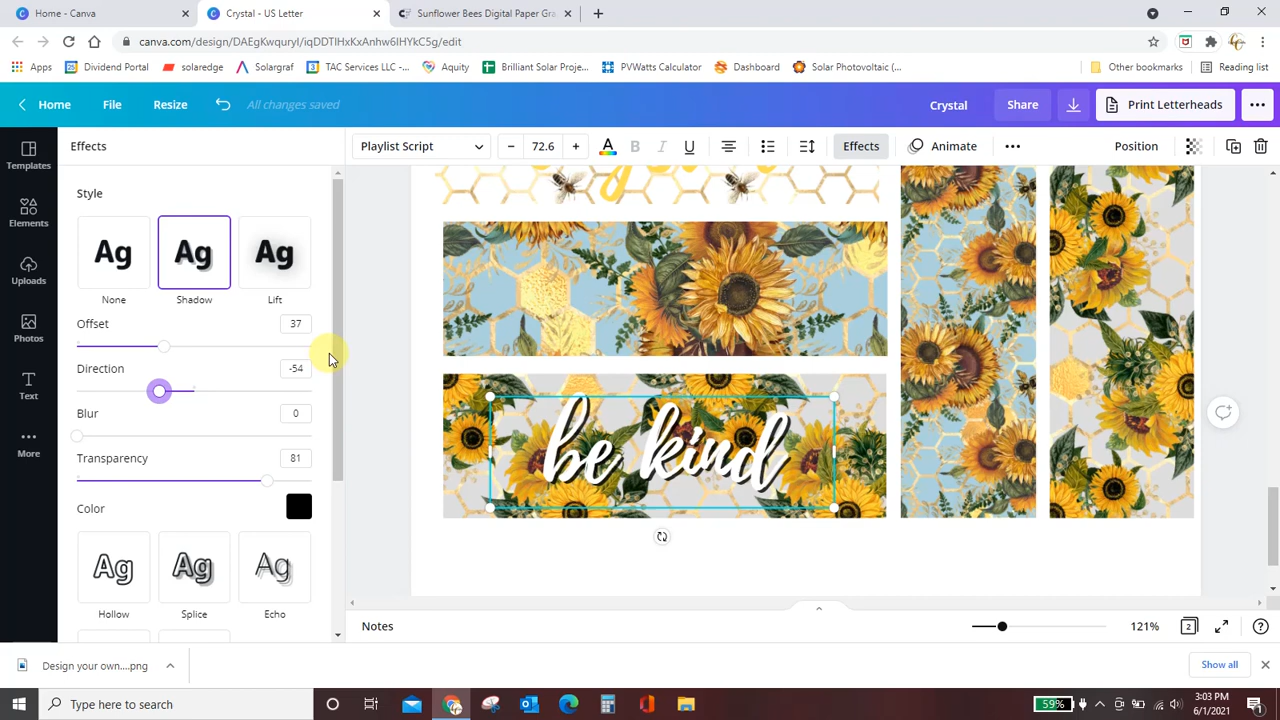 Home - Canva
Crystal - US Letter
Sunflower Bees Digital Paper Gra
canva.com/design/DAEgKwquryI/iqDDTIHxKxAnhw6IHYkC5g/edit
Apps
Dividend Portal
solaredge
Solargraf
TAC Services LLC -...
Aquity
Brilliant Solar Proje...
PVWatts Calculator
Dashboard
Solar Photovoltaic (...
Other bookmarks
Reading list
Home
File
Resize
All changes saved
Crystal
Share
Print Letterheads
Templates
Elements
Uploads
Photos
Text
More
Effects
Playlist Script
72.6
A
B
I
U
Effects
Animate
Position
Style
Ag
Ag
Ag
None
Shadow
Lift
Offset
37
Direction
-54
Blur
0
Transparency
81
Color
Ag
Ag
Ag
Hollow
Splice
Echo
be kind
Notes
121%
2
Design your own....png
Show all
Type here to search
59%
3:03 PM
6/1/2021